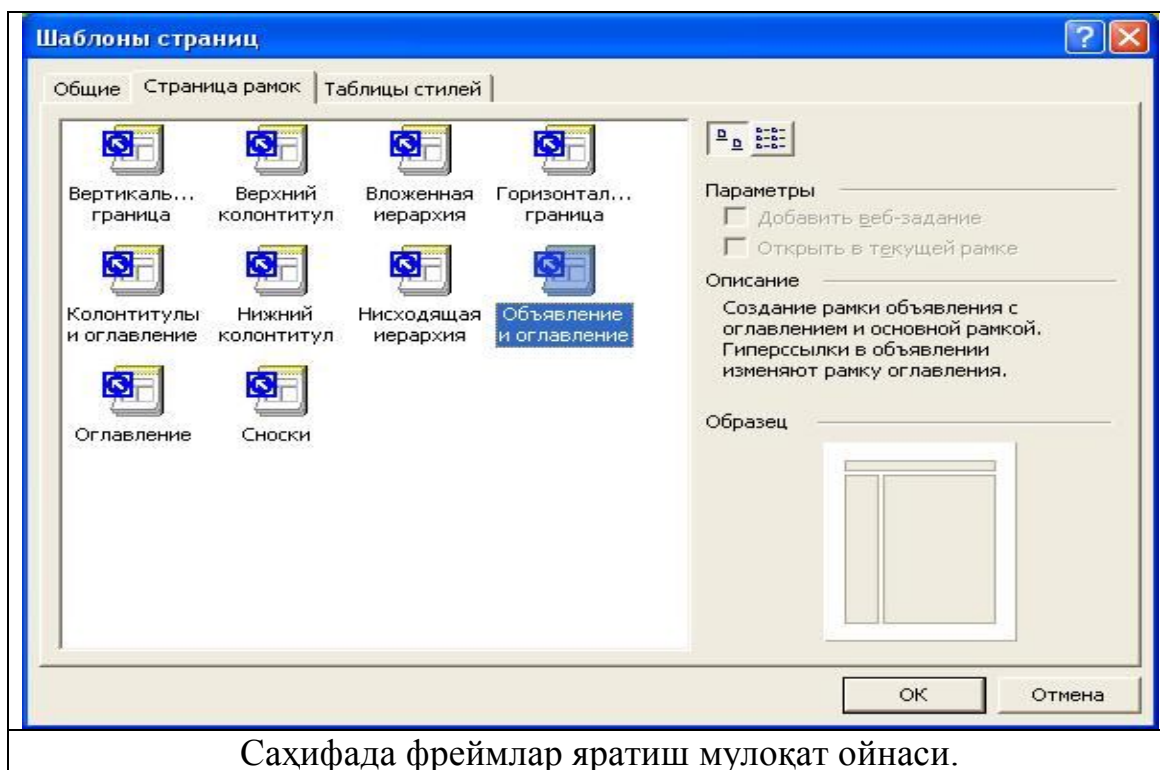 Шаблоны страниц
Общие Страница рамок Таблицы стилей
Вертикаль... граница
Верхний колонтитул
Вложенная иерархия
Горизонтал... граница
Колонтитулы и оглавление
Нижний колонтитул
Нисходящая иерархия
Объявление и оглавление
Оглавление
Сноски
Параметры
Добавить веб-задание
Открыть в текущей рамке
Описание
Создание рамки объявления с
оглавлением и основной рамкой.
Гиперссылки в объявлении
изменяют рамку оглавления.
Образец
ОК Отмена
Саҳифада фреймлар яратиш мулоқат ойнаси.